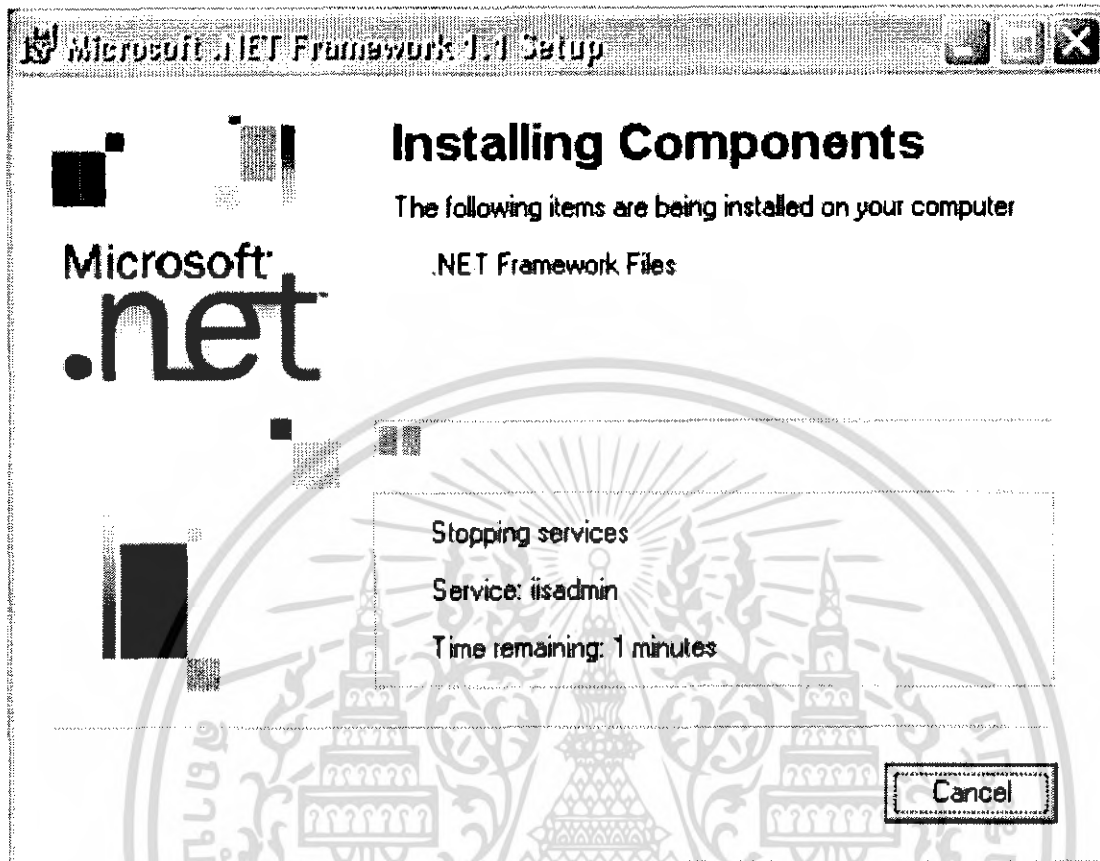 Microsoft .NET Framework 1.1 Setup
Installing Components
The following items are being installed on your computer
.NET Framework Files
Microsoft
.net
Stopping services
Service: iisadmin
Time remaining: 1 minutes
Cancel